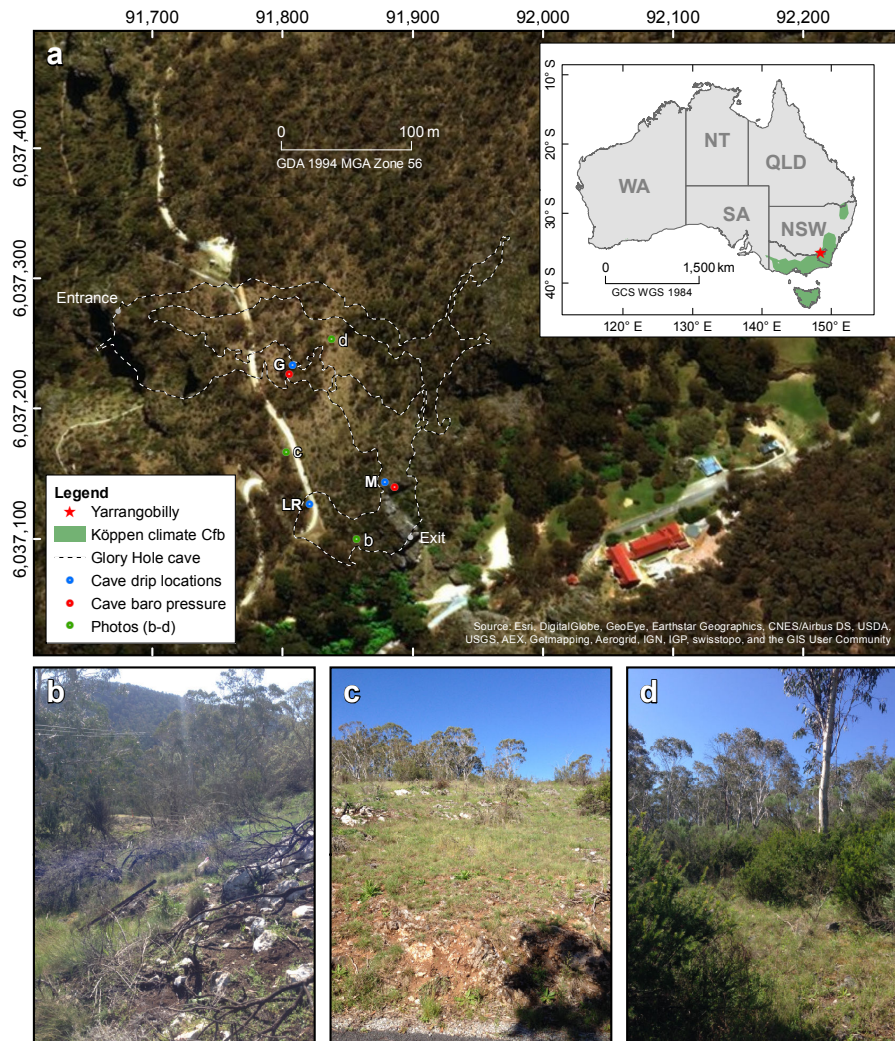 91,700 91,800 91,900 92,000 92,100 92,200
a
6,037,400
6,037,300
6,037,200
6,037,100
0 100 m
GDA 1994 MGA Zone 56
Entrance
d
G
c
M
LR
b
Exit
10° S
20° S
30° S
40° S
NT
QLD
WA
SA
NSW
0 1,500 km
GCS WGS 1984
120° E 130° E 140° E 150° E
Legend
Yarrangobilly
Köppen climate Cfb
Glory Hole cave
Cave drip locations
Cave baro pressure
Photos (b-d)
Source: Esri, DigitalGlobe, GeoEye, Earthstar Geographics, CNES/Airbus DS, USDA,
USGS, AEX, Getmapping, Aerogrid, IGN, IGP, swisstopo, and the GIS User Community
b
c
d